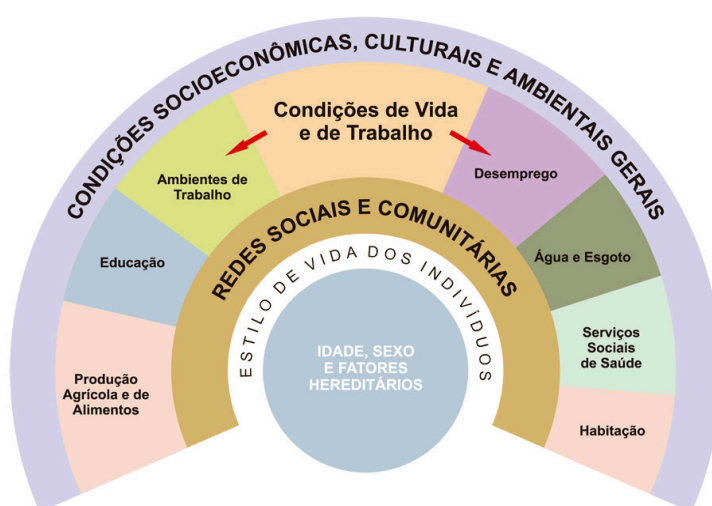 CONDIÇÕES SOCIOECONÔMICAS, CULTURAIS E AMBIENTAIS GERAIS
Condições de Vida
e de Trabalho
Ambientes de
Trabalho
Desemprego
Educação
Água e Esgoto
Produção
Agrícola e de
Alimentos
Serviços
Sociais
de Saúde
Habitação
REDES SOCIAIS E COMUNITÁRIAS
ESTILO DE VIDA DOS INDIVÍDUOS
IDADE, SEXO
E FATORES
HEREDITÁRIOS